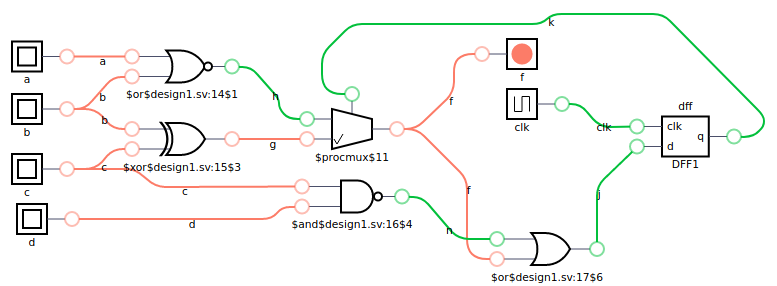 k
a
a
$or$design1.sv:14$1
h
f
f
clk
clk
dff
clk
d
q
DFF1
b
b
b
$xor$design1.sv:15$3
g
$procmux$11
c
c
c
d
d
$and$design1.sv:16$4
h
f
j
$or$design1.sv:17$6